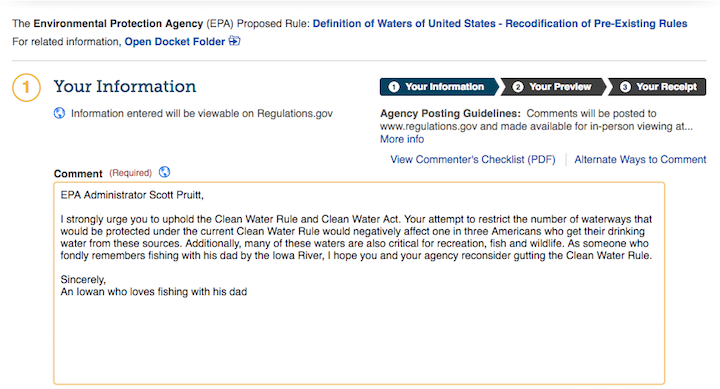 The Environmental Protection Agency (EPA) Proposed Rule: Definition of Waters of United States - Recodification of Pre-Existing Rules
For related information, Open Docket Folder
1 Your Information
1 Your Information 2 Your Preview 3 Your Receipt
Information entered will be viewable on Regulations.gov
Agency Posting Guidelines: Comments will be posted to
www.regulations.gov and made available for in-person viewing at...
More info
View Commenter's Checklist (PDF) Alternate Ways to Comment
Comment (Required)
EPA Administrator Scott Pruitt,
I strongly urge you to uphold the Clean Water Rule and Clean Water Act. Your attempt to restrict the number of waterways that
would be protected under the current Clean Water Rule would negatively affect one in three Americans who get their drinking
water from these sources. Additionally, many of these waters are also critical for recreation, fish and wildlife. As someone who
fondly remembers fishing with his dad by the Iowa River, I hope you and your agency reconsider gutting the Clean Water Rule.
Sincerely,
An Iowan who loves fishing with his dad